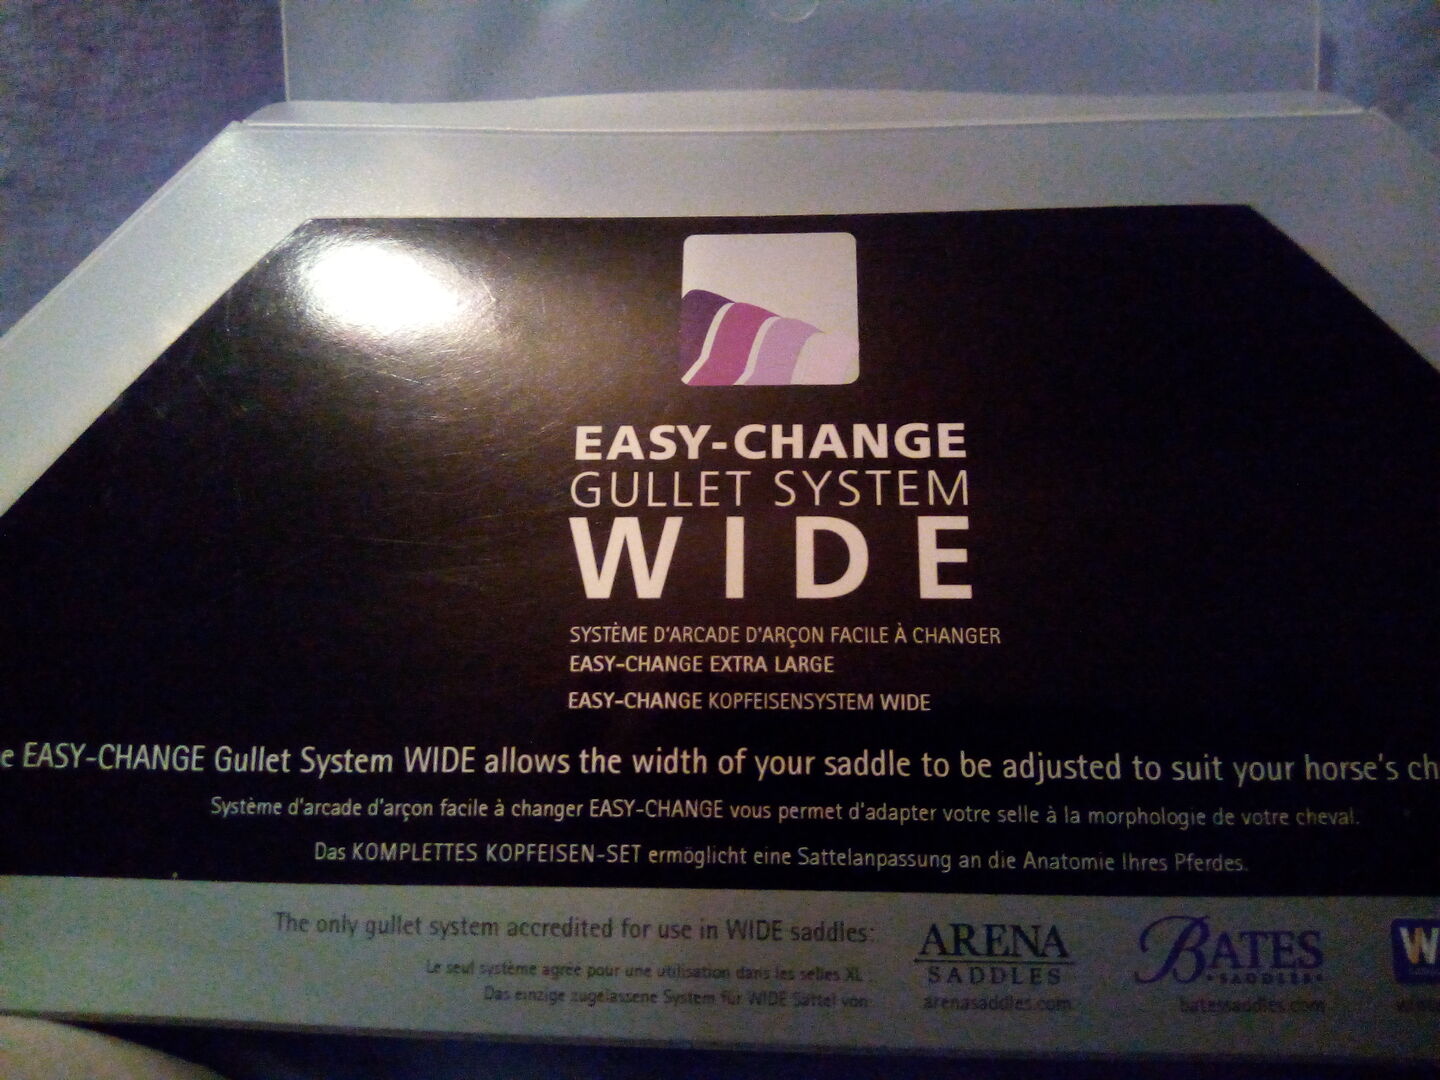 EASY-CHANGE
GULLET SYSTEM
WIDE
SYSTÈME D'ARCADE D'ARÇON FACILE À CHANGER
EASY-CHANGE EXTRA LARGE
EASY-CHANGE KOPFEISENSYSTEM WIDE
e EASY-CHANGE Gullet System WIDE allows the width of your saddle to be adjusted to suit your horse's ch
Système d'arcade d'arçon facile à changer EASY-CHANGE vous permet d'adapter votre selle à la morphologie de votre cheval.
Das KOMPLETTES KOPFEISEN-SET ermöglicht eine Sattelanpassung an die Anatomie Ihres Pferdes.
The only gullet system accredited for use in WIDE saddles:
Le seul système agréé pour une utilisation dans les selles XL :
Das einzige zugelassene System für WIDE Sattel von:
ARENA
SADDLES
arenasaddles.com
BATES
SADDLES
batessaddles.com
W